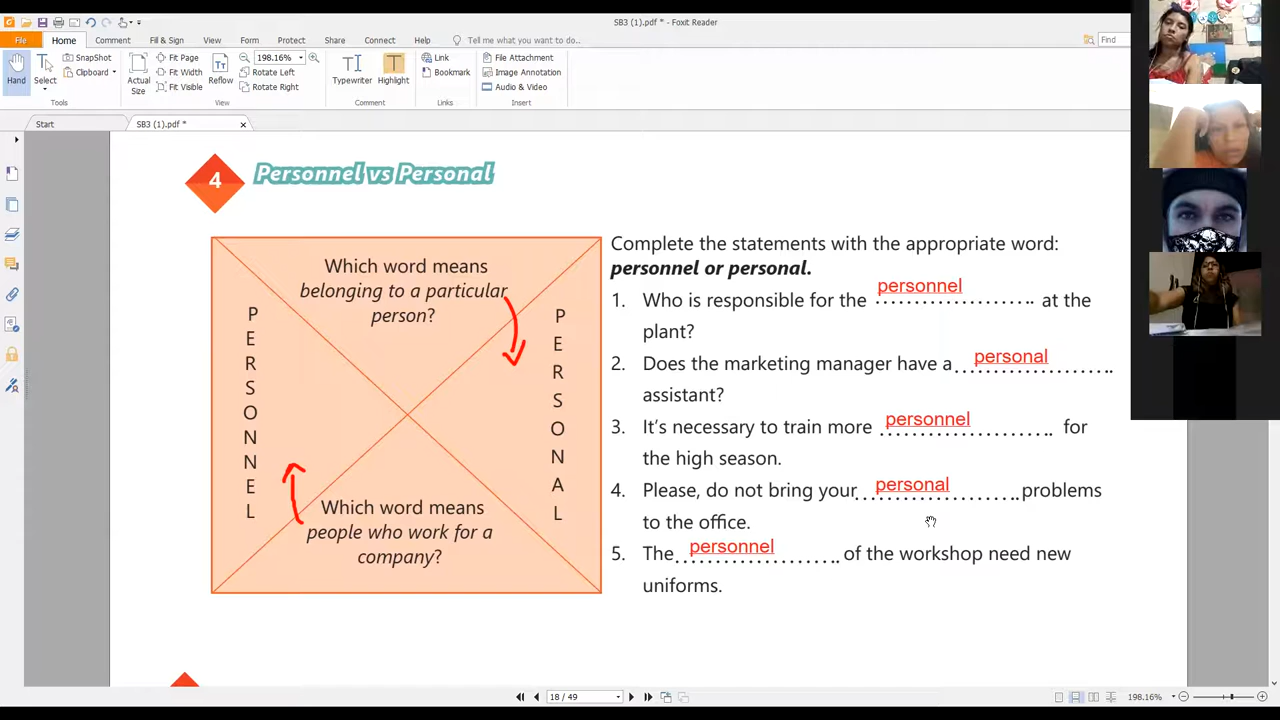 SB3 (1).pdf * - Foxit Reader
File Home Comment Fill & Sign View Form Protect Share Connect Help Tell me what you want to do... Find
Hand
Select
SnapShot
Clipboard
Tools
Actual Size
Fit Page
Fit Width
Fit Visible
Reflow
198.16%
Rotate Left
Rotate Right
View
Typewriter
Highlight
Comment
Link
Bookmark
Links
File Attachment
Image Annotation
Audio & Video
Insert
Start
SB3 (1).pdf *
4
Personnel vs Personal
Which word means
belonging to a particular
person?
PERSONNEL
PERSONAL
Which word means
people who work for a
company?
Complete the statements with the appropriate word:
personnel or personal.
1. Who is responsible for the personnel at the
plant?
2. Does the marketing manager have a personal
assistant?
3. It's necessary to train more personnel for
the high season.
4. Please, do not bring your personal problems
to the office.
5. The personnel of the workshop need new
uniforms.
18 / 49
198.16%